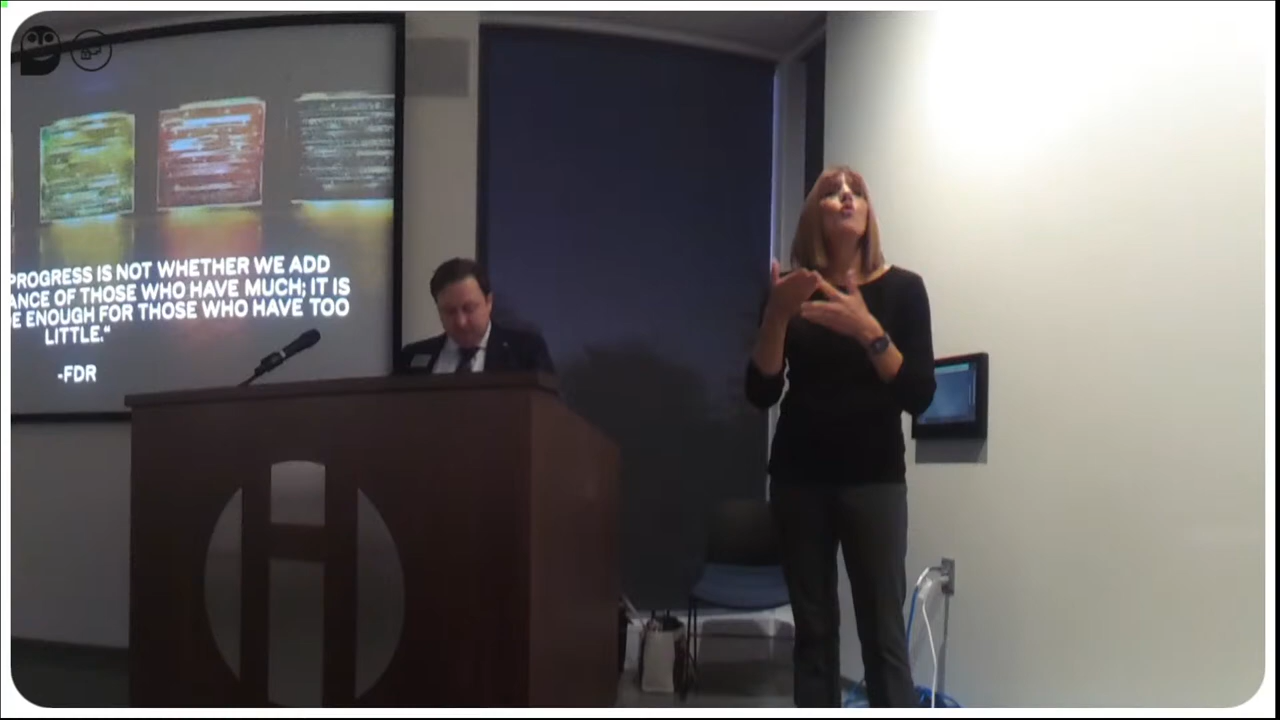 PROGRESS IS NOT WHETHER WE ADD
ANCE OF THOSE WHO HAVE MUCH; IT IS
E ENOUGH FOR THOSE WHO HAVE TOO
LITTLE."
-FDR